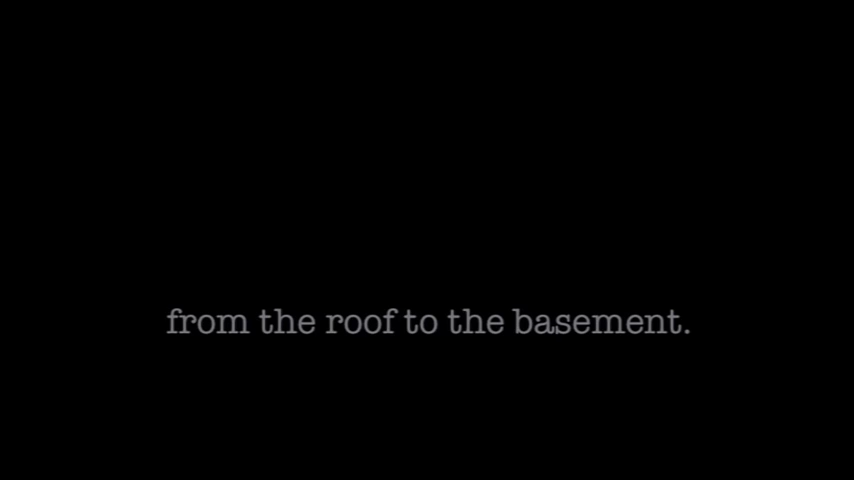 from the roof to the basement.